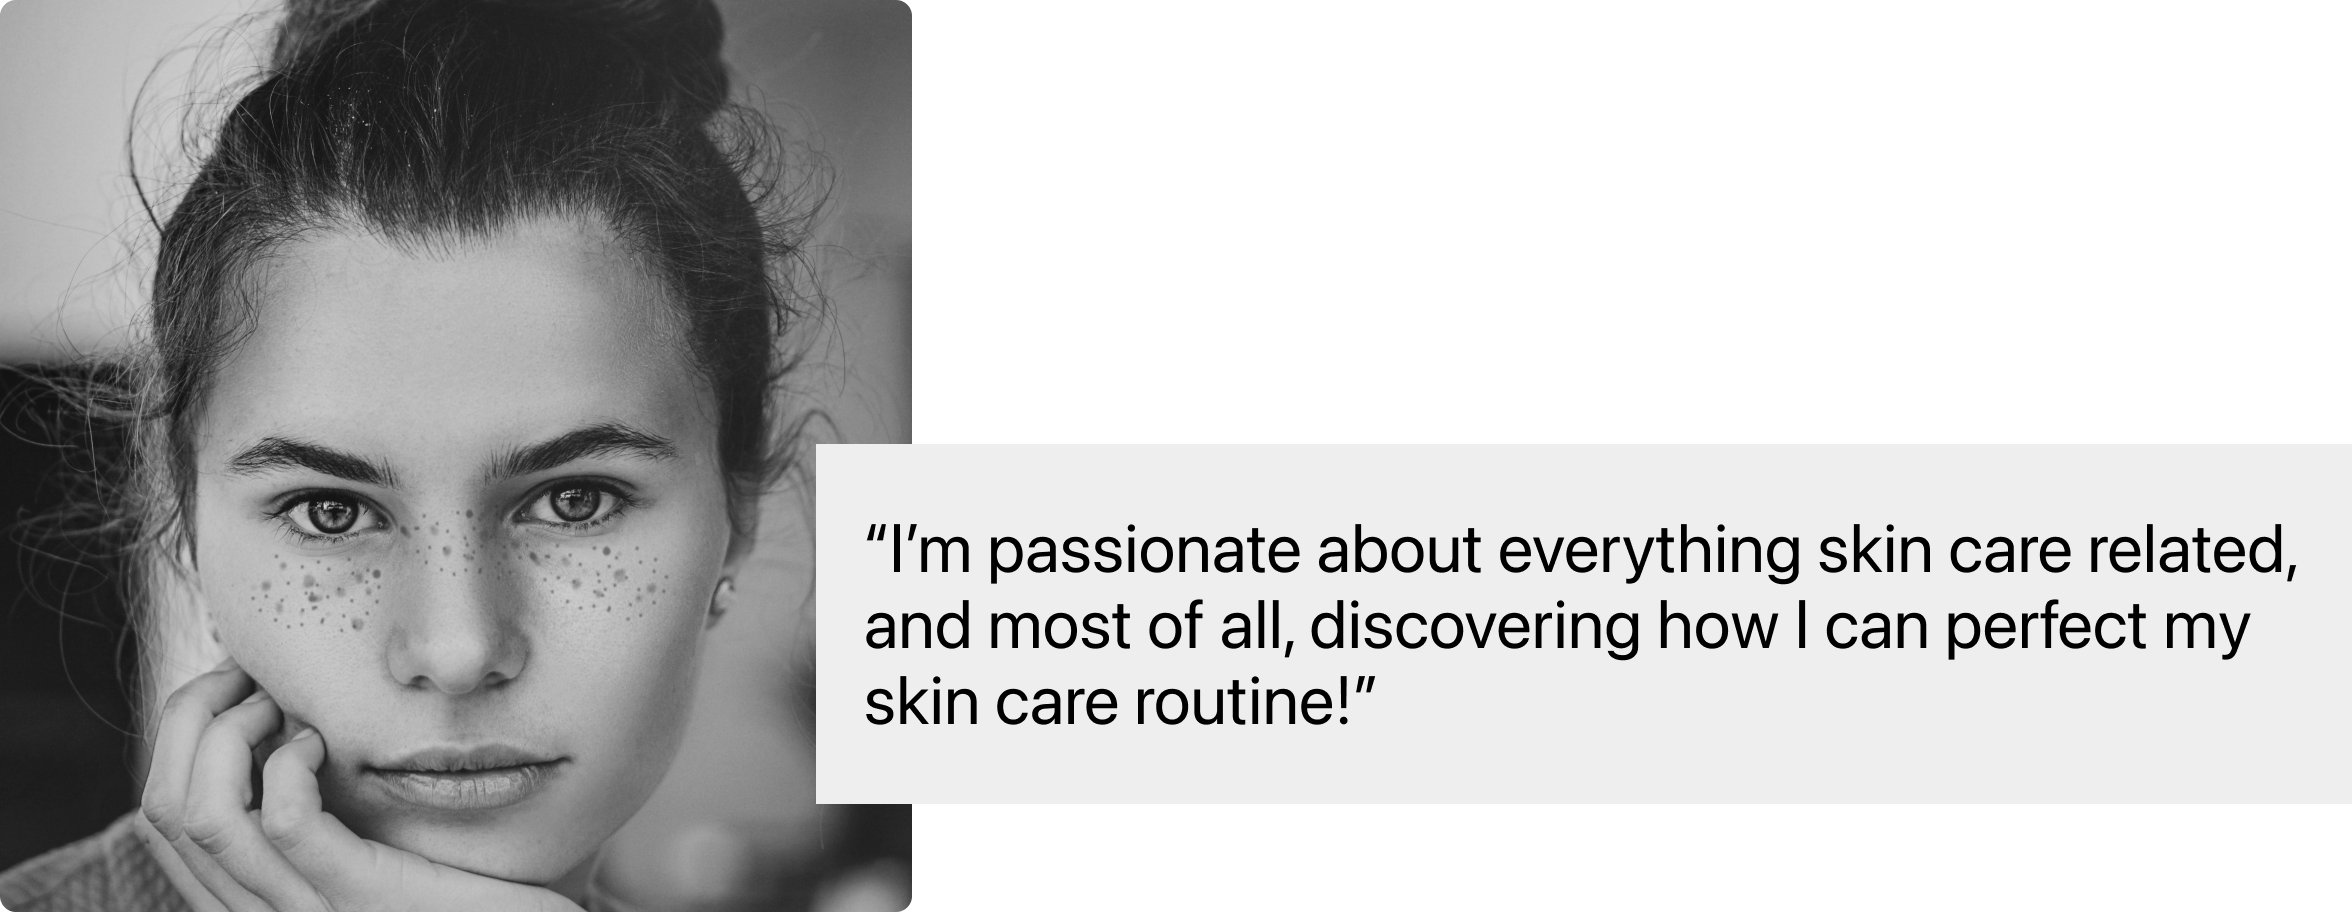 “I’m passionate about everything skin care related,
and most of all, discovering how I can perfect my
skin care routine!”